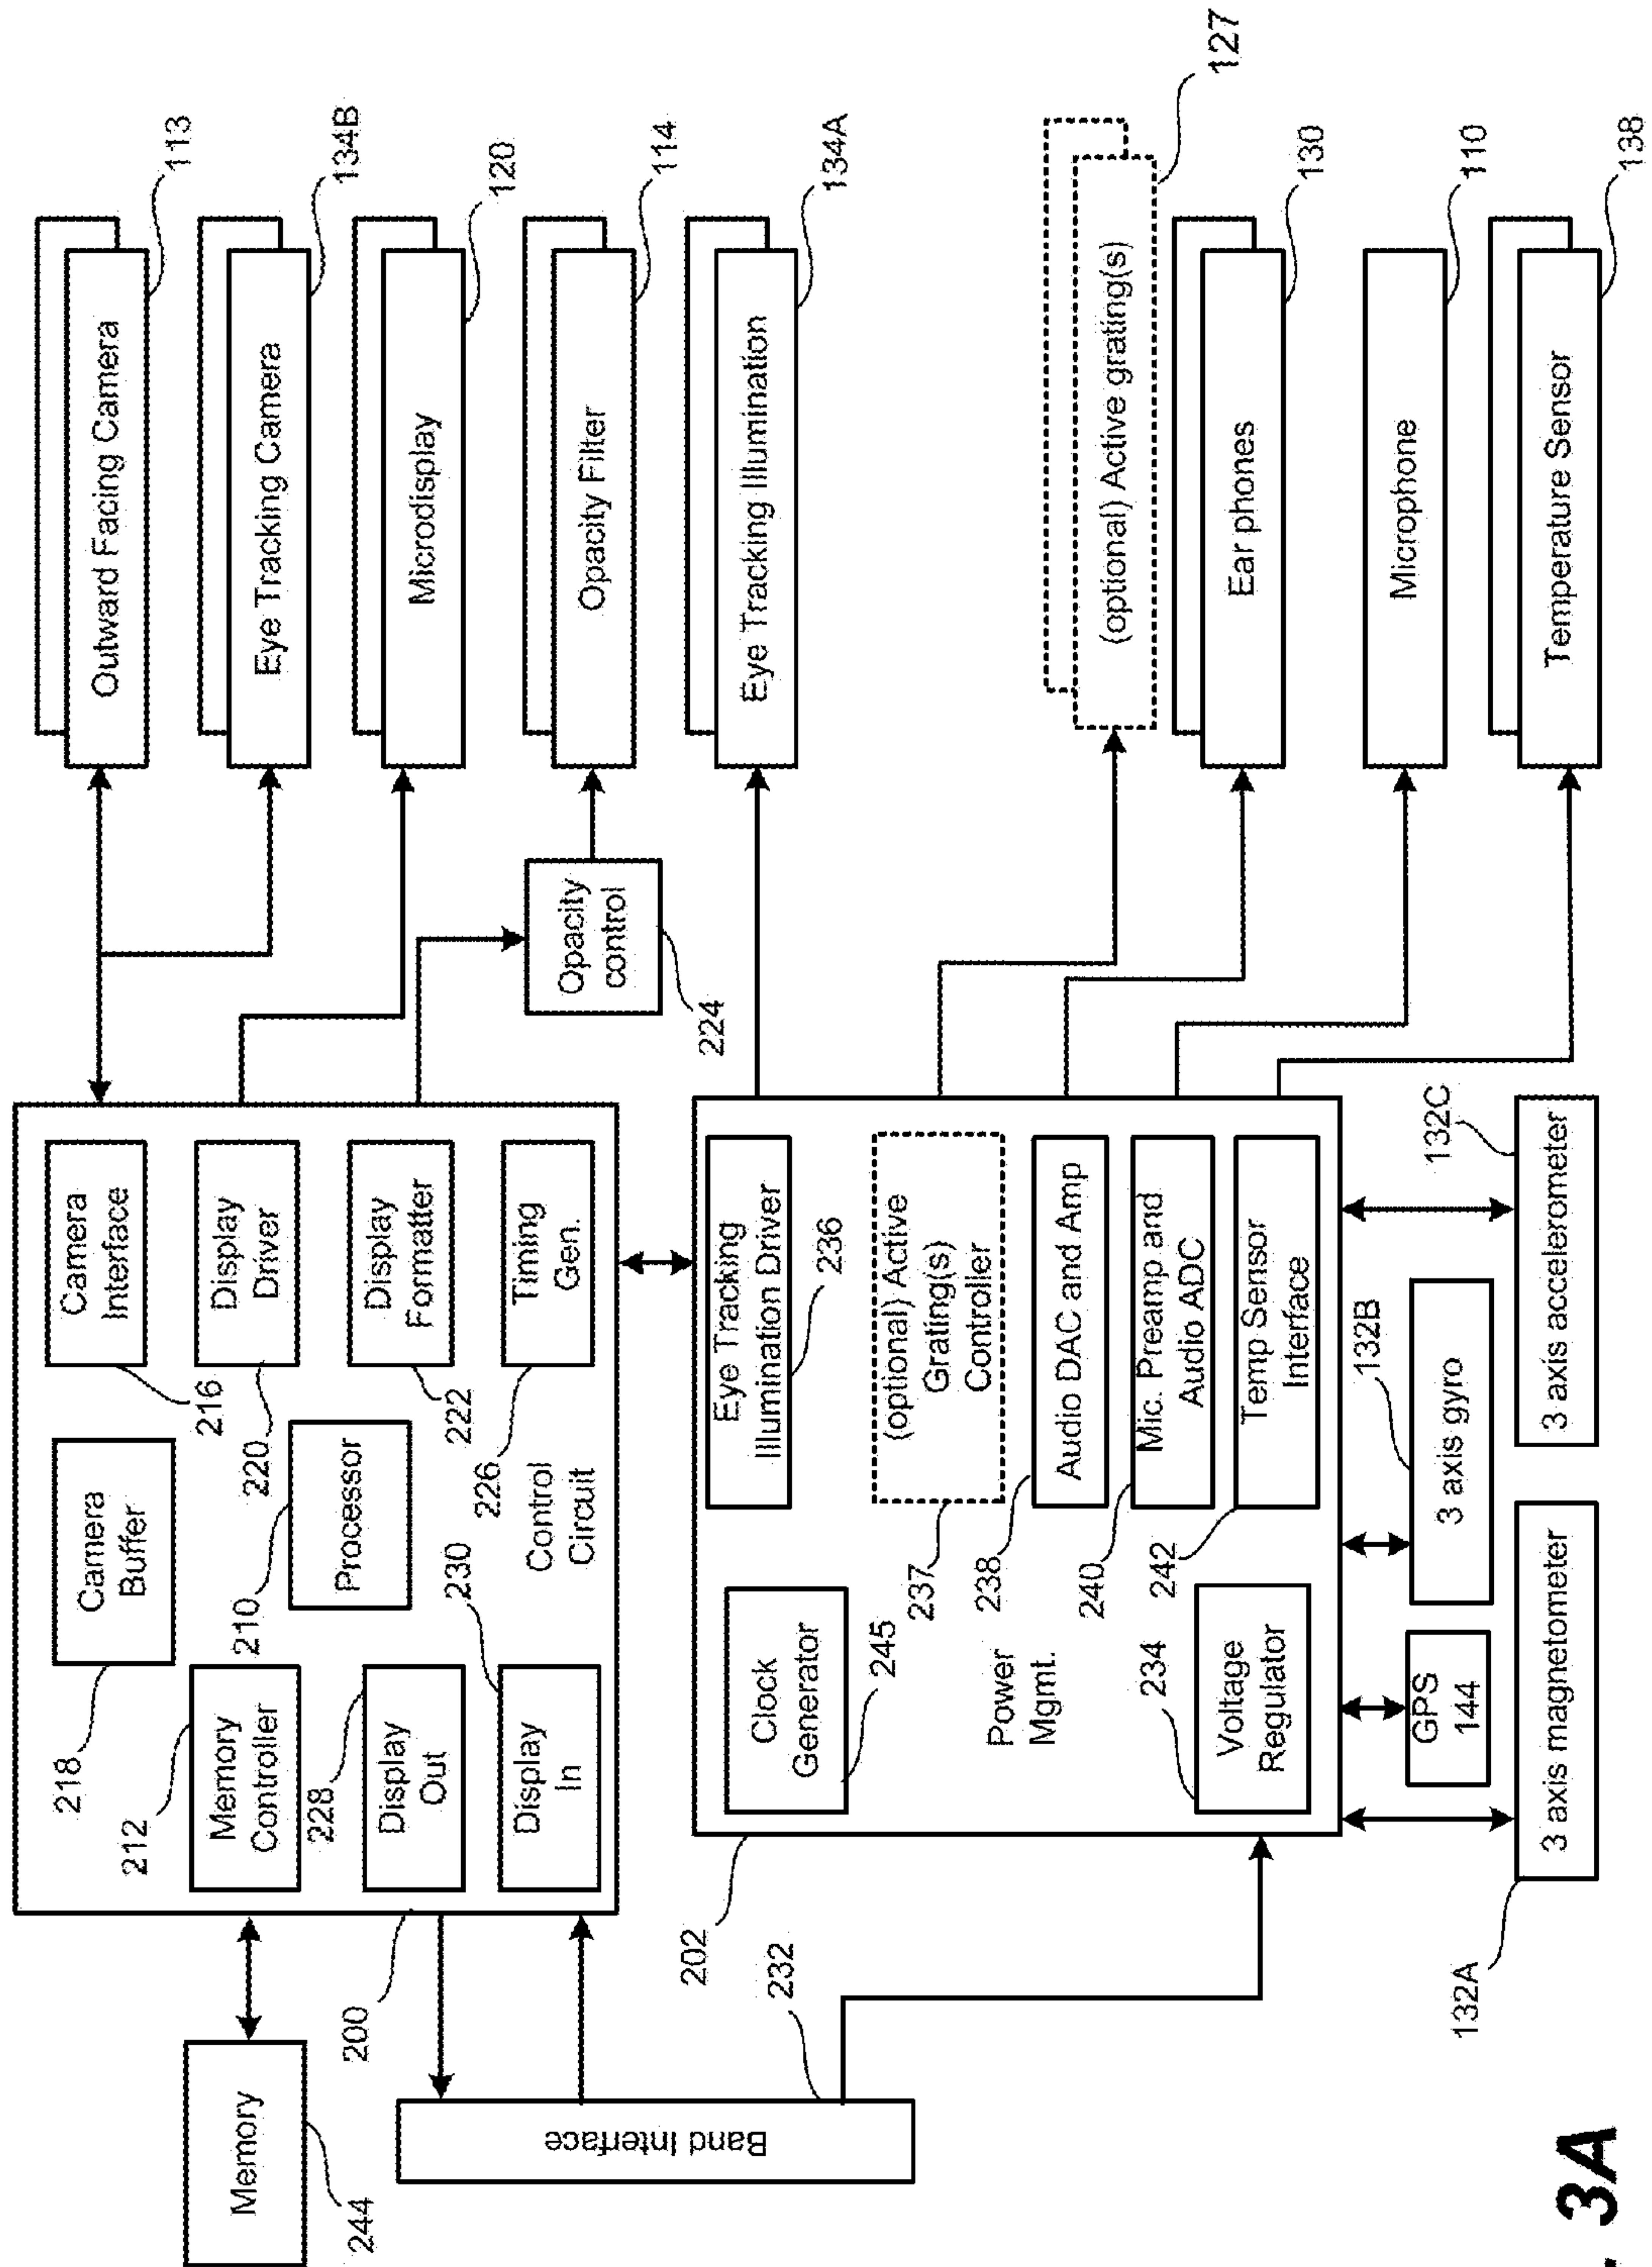 Memory
244
Band Interface
232
200
212
218
Memory
Controller
Camera
Buffer
Camera
Interface
216
228
Display
Out
210
Processor
220
Display
Driver
222
Display
Formatter
230
Display
In
Control
Circuit
226
Timing
Gen.
202
Clock
Generator
245
Eye Tracking
Illumination Driver
236
Power
Mgmt.
237
(optional) Active
Grating(s)
Controller
238
Audio DAC and Amp
240
Mic. Preamp and
Audio ADC
234
Voltage
Regulator
242
Temp Sensor
Interface
GPS
144
132A
3 axis magnetometer
132B
3 axis gyro
132C
3 axis accelerometer
Opacity
control
224
Outward Facing Camera
113
Eye Tracking Camera
134B
Microdisplay
120
Opacity Filter
114
Eye Tracking Illumination
134A
(optional) Active grating(s)
127
Ear phones
130
Microphone
110
Temperature Sensor
138
3A